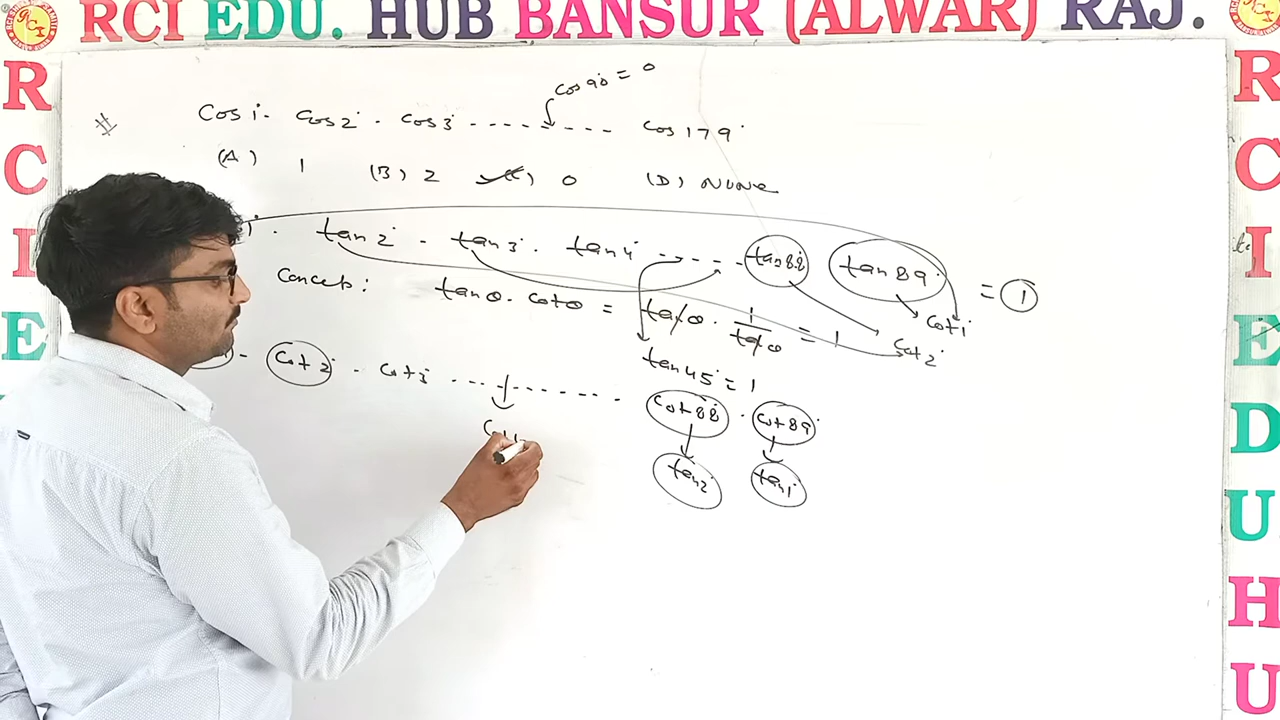 RCI EDU. HUB BANSUR (ALWAR) RAJ.
cos 90° = 0
Cos 1° · Cos 2° · Cos 3° ------- Cos 179°
(A) 1 (B) 2 (C) 0 (D) None
· tan 2° · tan 3° · tan 4° ----- tan 88° tan 89° = 1
Concets: tan θ · cot θ = tan θ · 1/tan θ = 1
cot 1°
cot 2°
tan 45° = 1
· cot 2° · cot 3° -------- cot 88° · cot 89°
tan 2° tan 1°
R
C
I
E
D
U
R
C
I
E
D
U
H
U